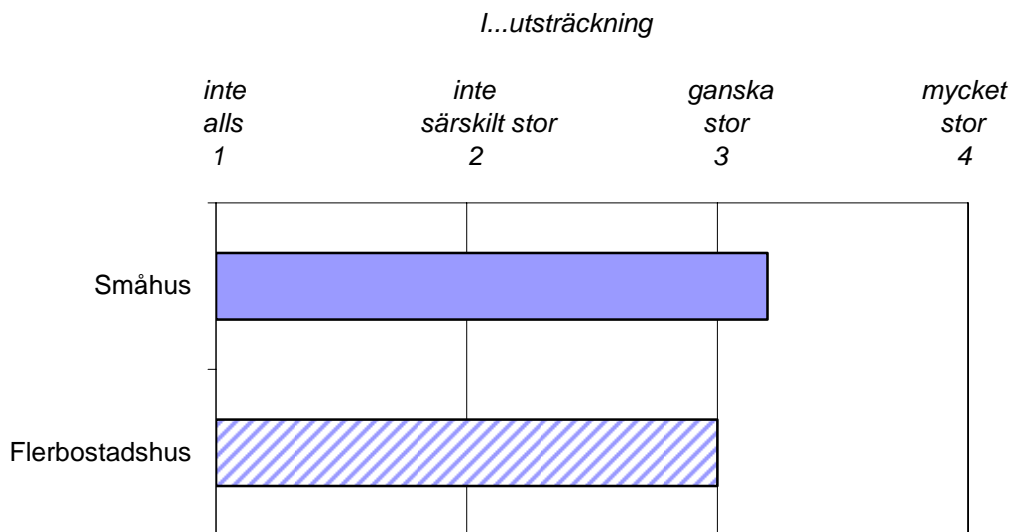 I...utsträckning
inte inte ganska mycket
alls särskilt stor stor stor
1 2 3 4
Småhus
Flerbostadshus